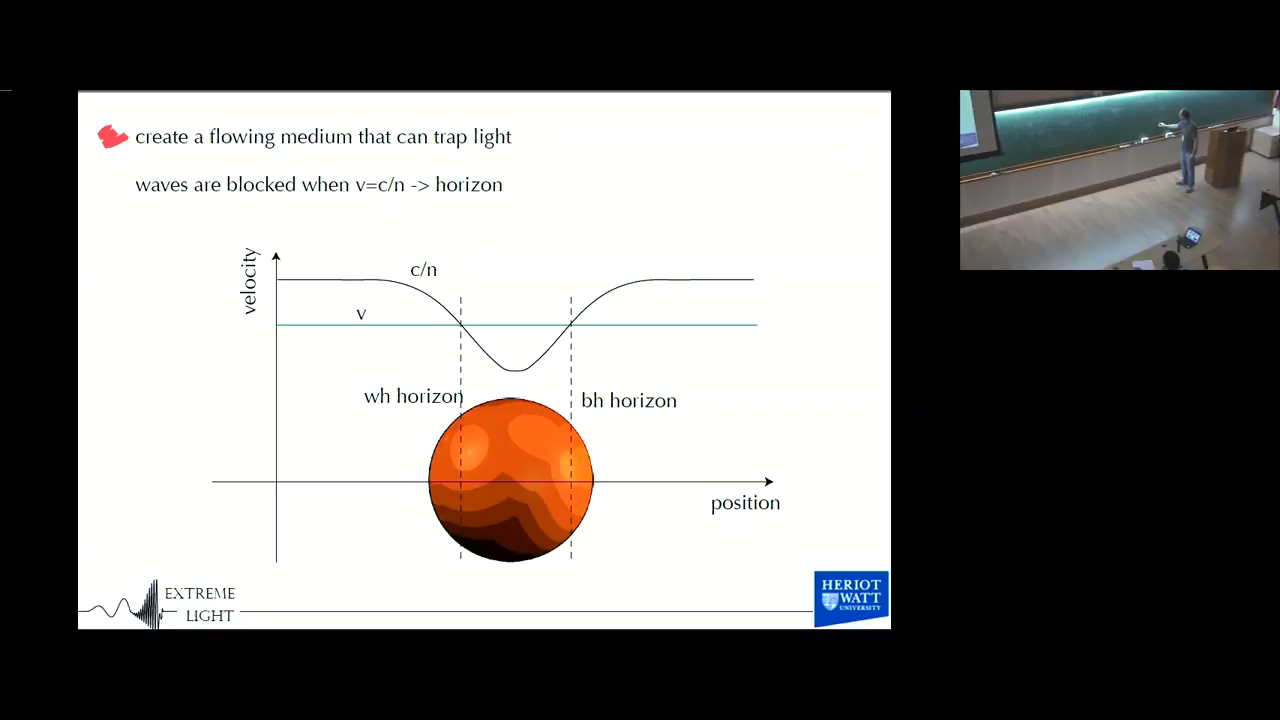 create a flowing medium that can trap light
waves are blocked when v=c/n -> horizon
velocity
c/n
v
wh horizon
bh horizon
position
EXTREME
LIGHT
HERIOT
WATT
UNIVERSITY